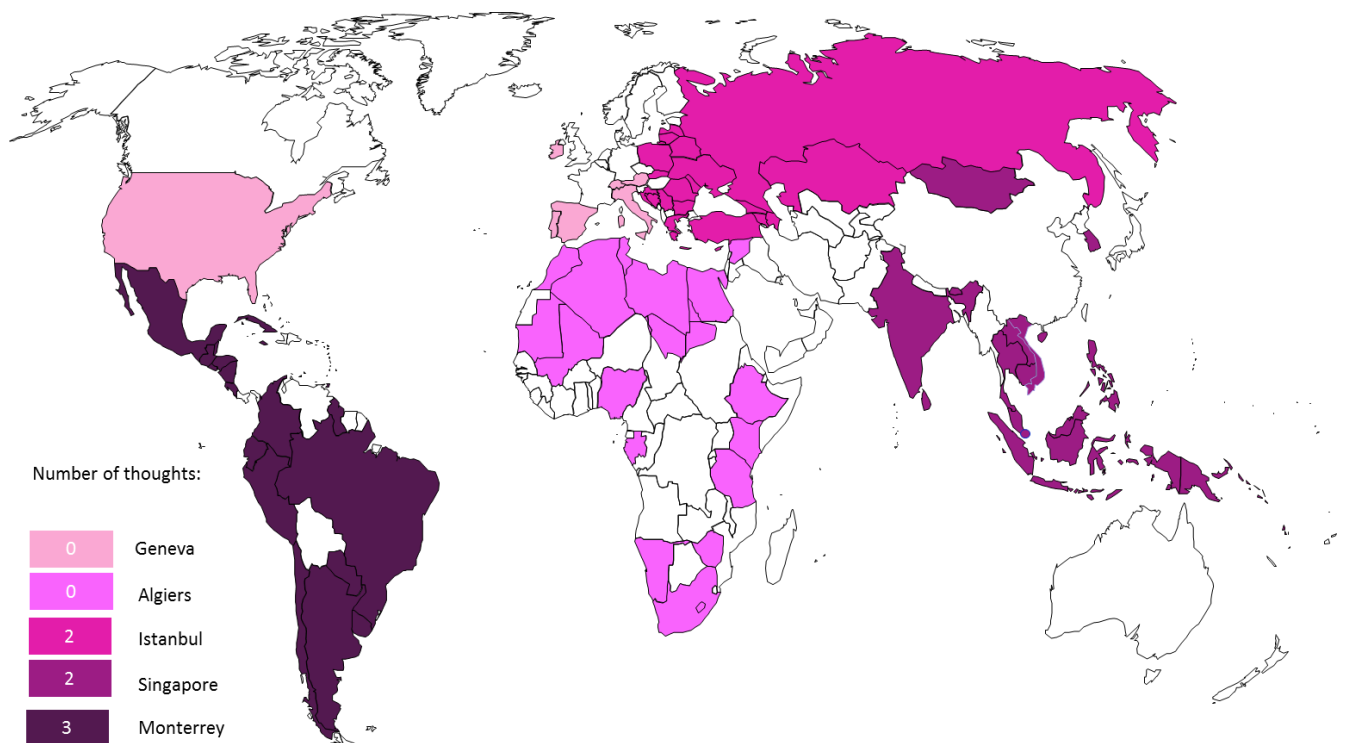 Number of thoughts:
0 Geneva
0 Algiers
2 Istanbul
2 Singapore
3 Monterrey